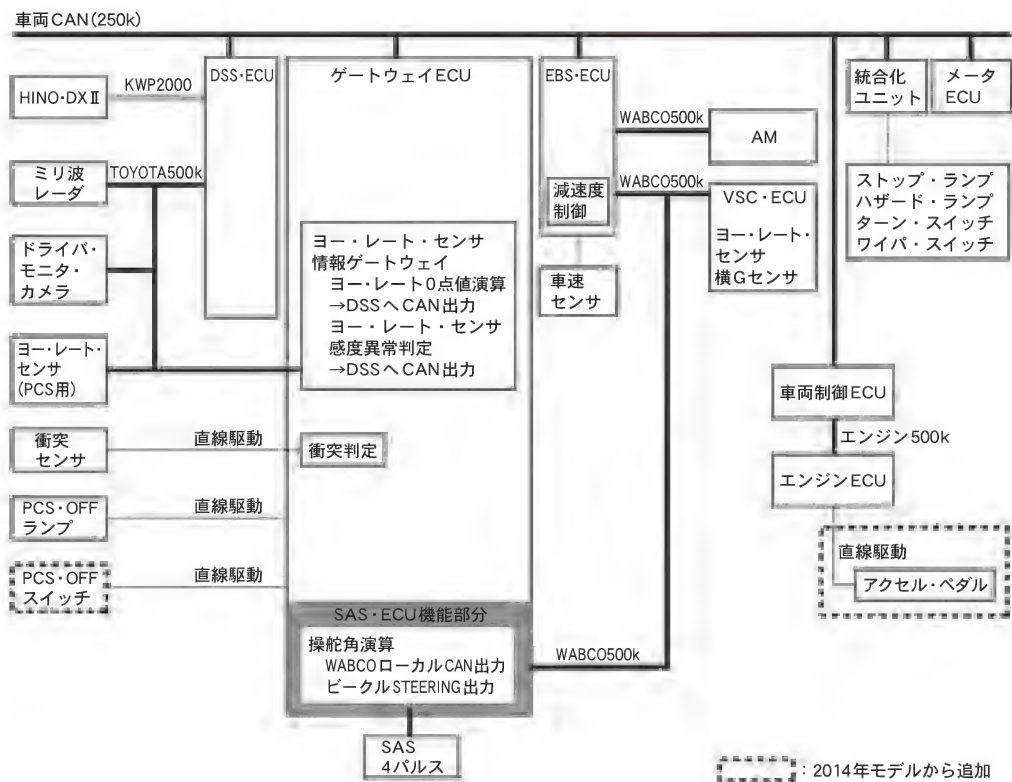 車両CAN(250k)
DSS・ECU
ゲートウェイECU
EBS・ECU
統合化
ユニット
メータ
ECU
HINO・DXⅡ
KWP2000
WABCO500k
AM
ミリ波
レーダ
TOYOTA500k
減速度
制御
WABCO500k
VSC・ECU
ヨー・レート・
センサ
横Gセンサ
ストップ・ランプ
ハザード・ランプ
ターン・スイッチ
ワイパ・スイッチ
ドライバ・
モニタ・
カメラ
ヨー・レート・センサ
情報ゲートウェイ
ヨー・レート0点値演算
→DSSへCAN出力
ヨー・レート・センサ
感度異常判定
→DSSへCAN出力
車速
センサ
ヨー・レート・
センサ
(PCS用)
車両制御ECU
衝突
センサ
直線駆動
衝突判定
エンジン500k
エンジンECU
PCS・OFF
ランプ
直線駆動
直線駆動
アクセル・ペダル
PCS・OFF
スイッチ
直線駆動
SAS・ECU機能部分
操舵角演算
WABCOローカルCAN出力
ビークルSTEERING出力
WABCO500k
SAS
4パルス
：2014年モデルから追加